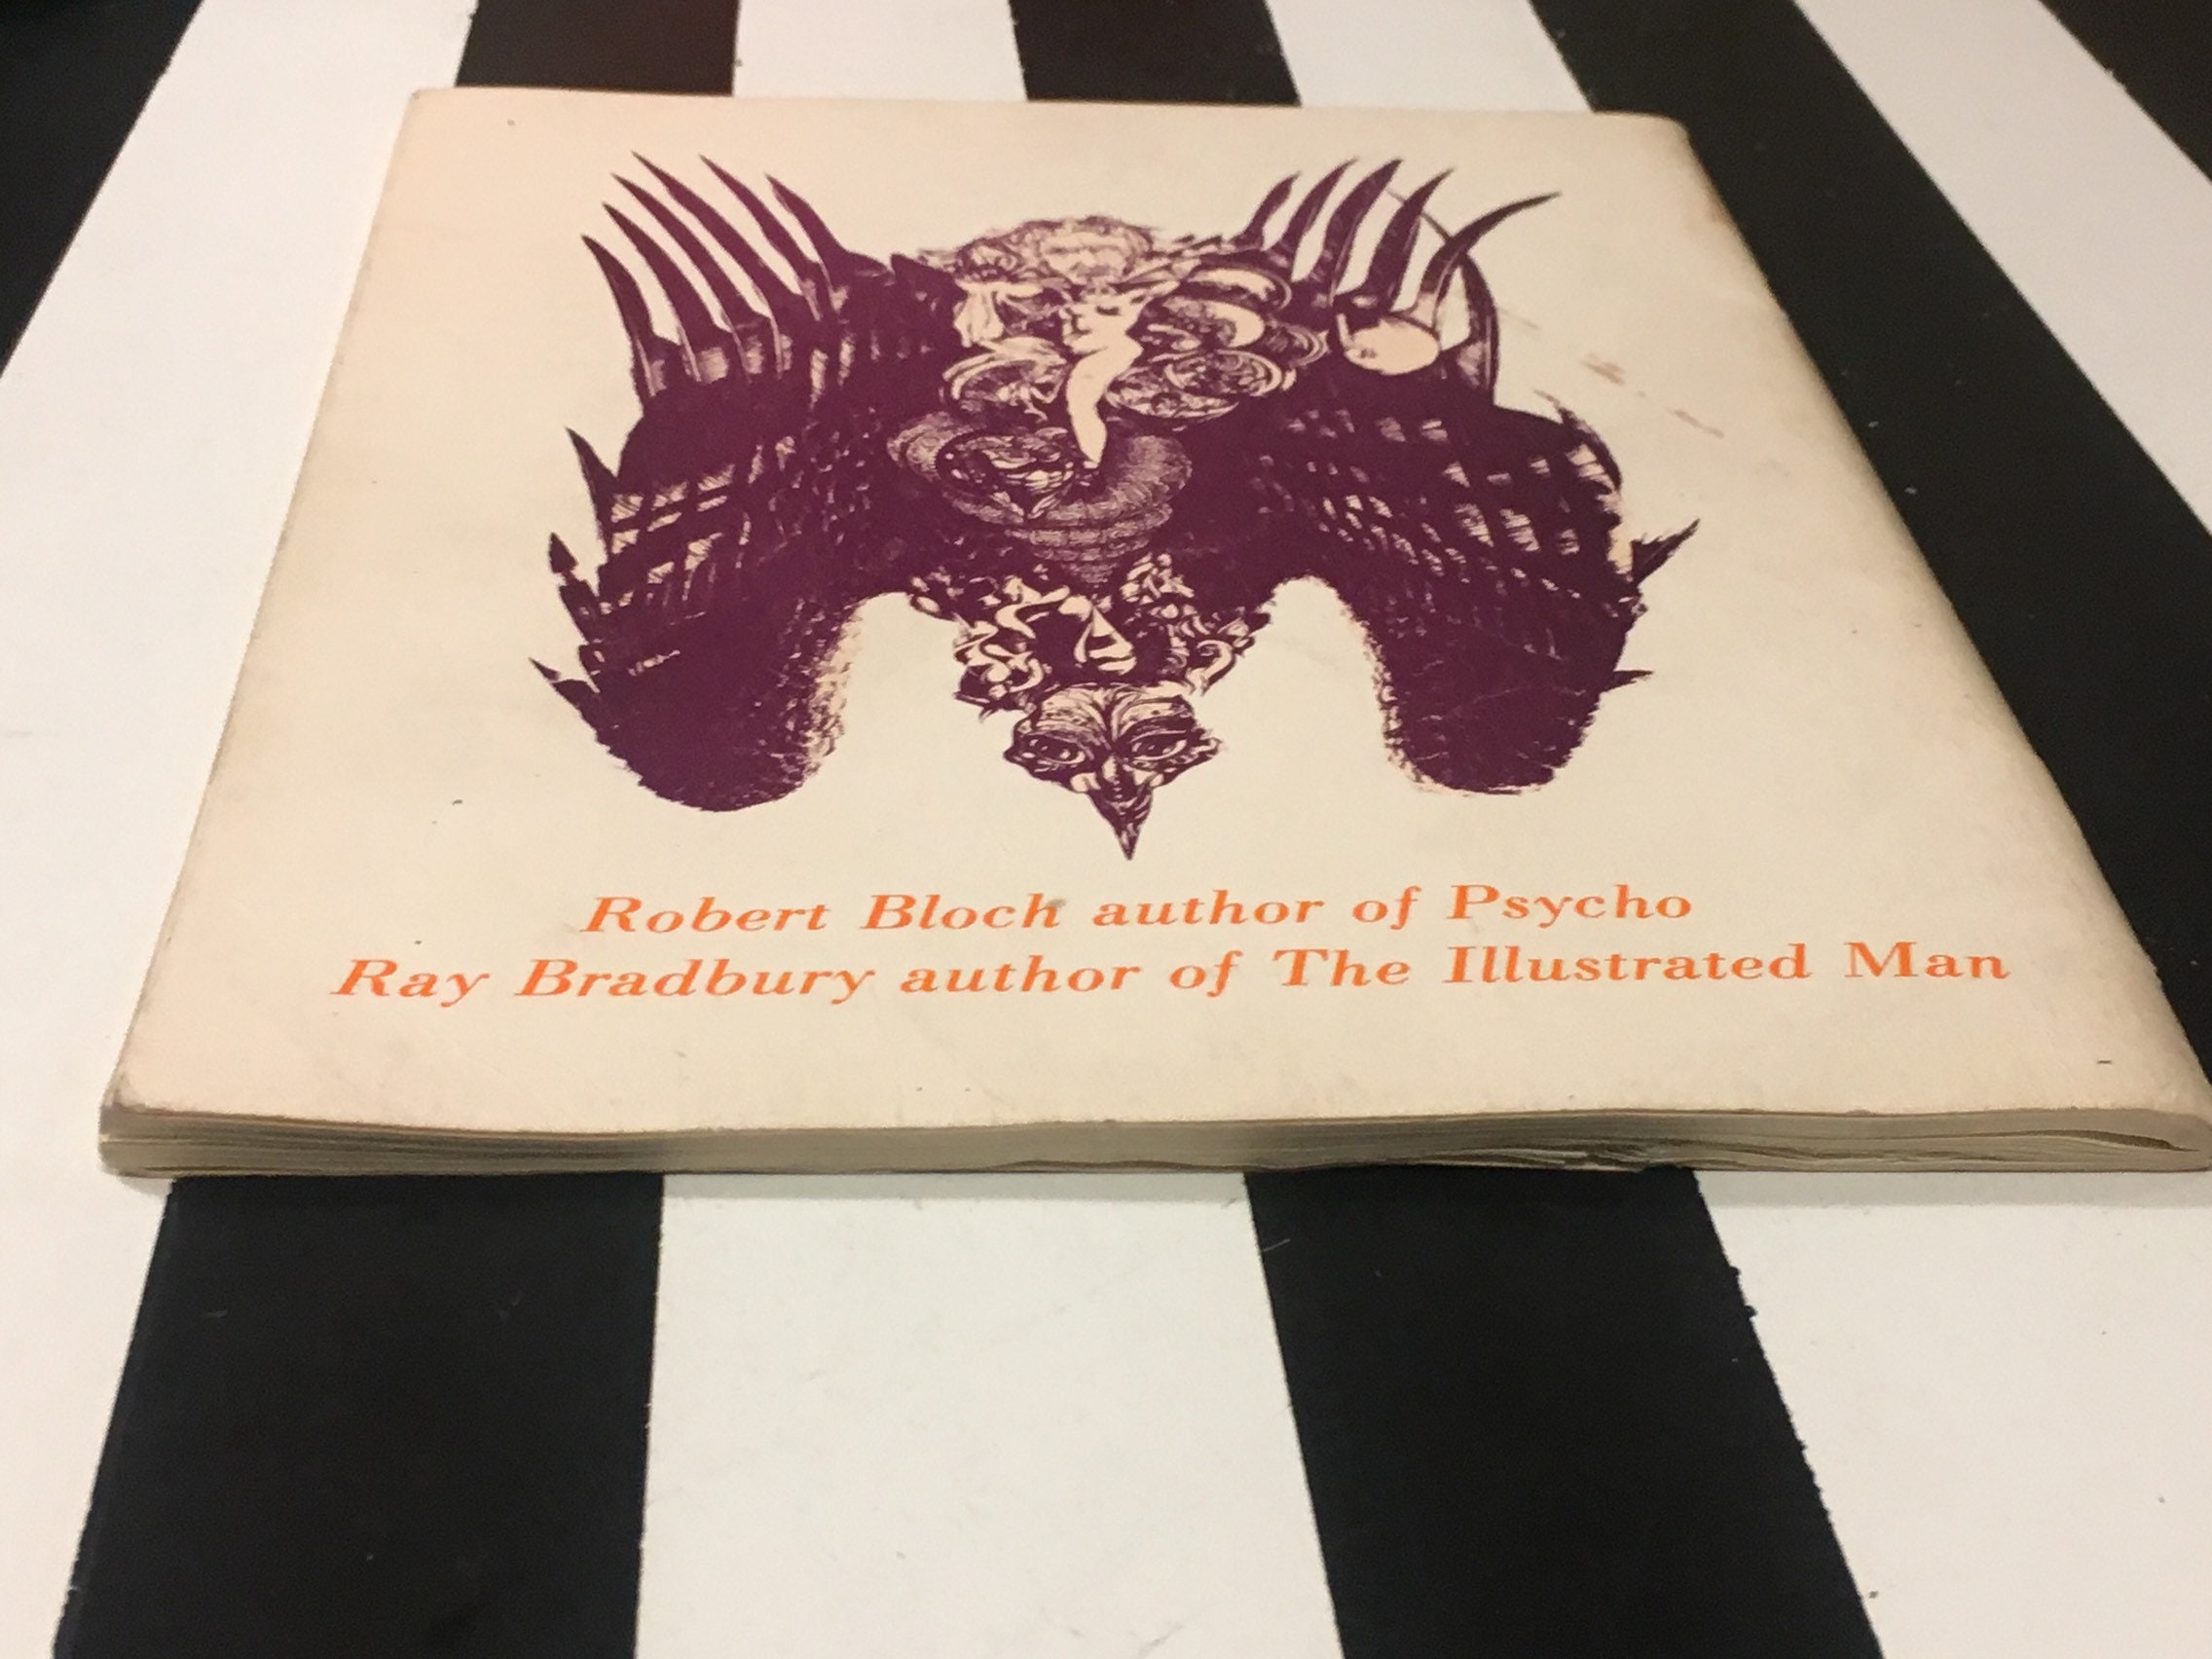 Robert Bloch author of Psycho
Ray Bradbury author of The Illustrated Man